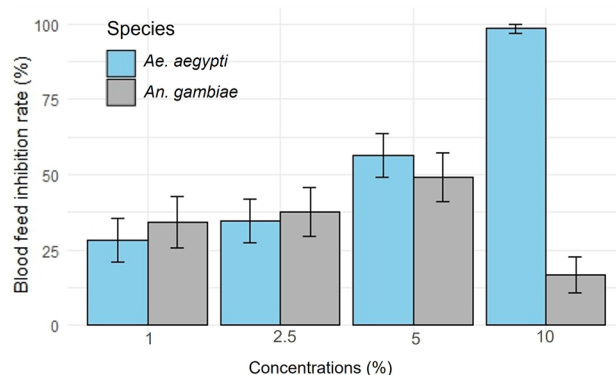 Species
Ae. aegypti
An. gambiae
Blood feed inhibition rate (%)
100
75
50
25
0
1 2.5 5 10
Concentrations (%)